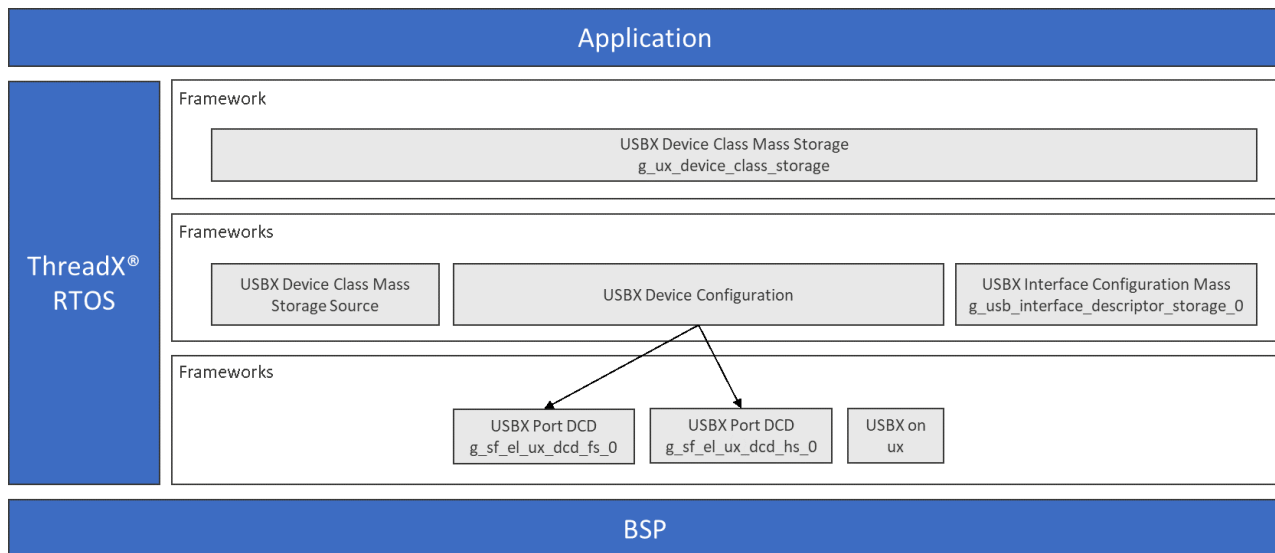 Application
ThreadX®
RTOS
Framework
USBX Device Class Mass Storage
g_ux_device_class_storage
Frameworks
USBX Device Class Mass
Storage Source
USBX Device Configuration
USBX Interface Configuration Mass
g_usb_interface_descriptor_storage_0
Frameworks
USBX Port DCD
g_sf_el_ux_dcd_fs_0
USBX Port DCD
g_sf_el_ux_dcd_hs_0
USBX on
ux
BSP